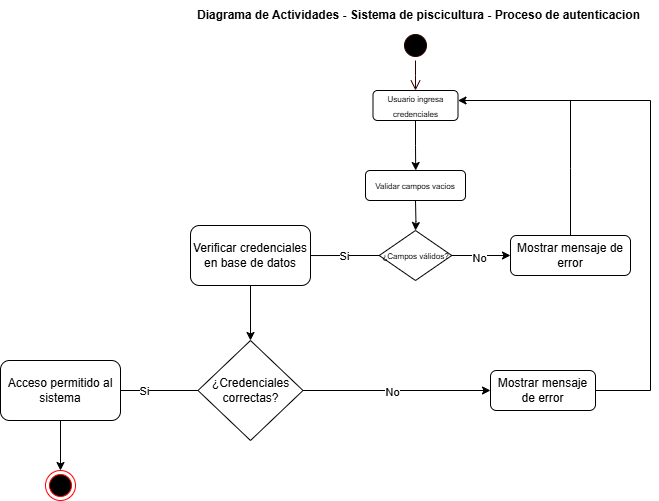 Diagrama de Actividades - Sistema de piscicultura - Proceso de autenticacion
Usuario ingresa
credenciales
Validar campos vacios
¿Campos válidos?
Si
No
Verificar credenciales
en base de datos
Mostrar mensaje de
error
¿Credenciales
correctas?
Si
No
Acceso permitido al
sistema
Mostrar mensaje
de error